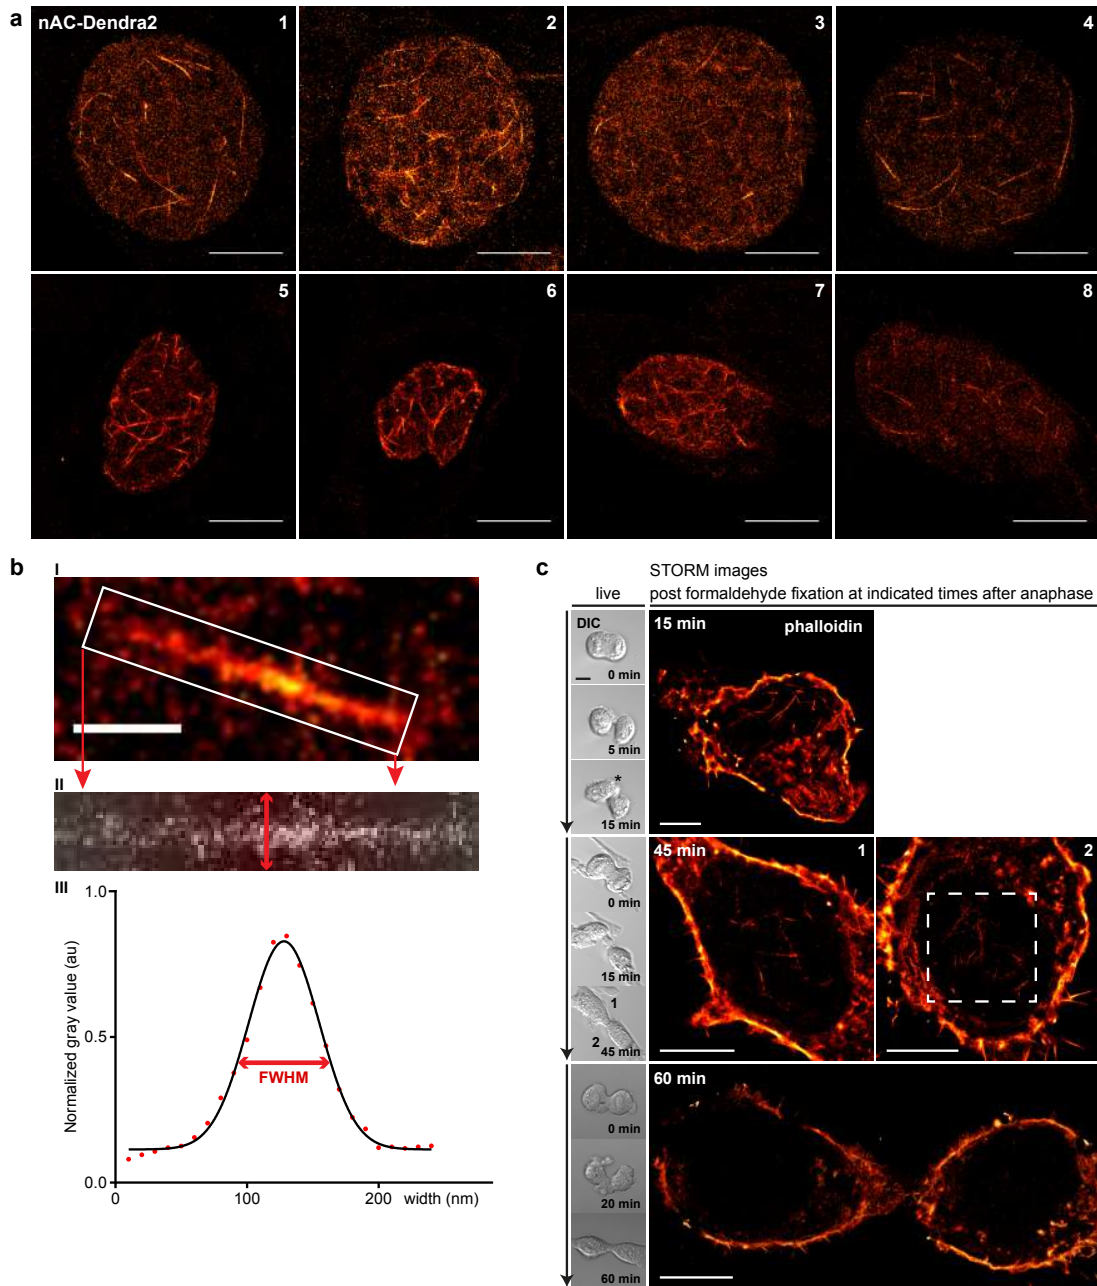 a
nAC-Dendra2 1
2
3
4
5
6
7
8
b
I
II
III
Normalized gray value (au)
1.0
0.5
0.0
FWHM
0
100
200
width (nm)
c
live
STORM images
post formaldehyde fixation at indicated times after anaphase
DIC
0 min
5 min
*
15 min
15 min
phalloidin
0 min
15 min
1
2
45 min
45 min
1
2
0 min
20 min
60 min
60 min